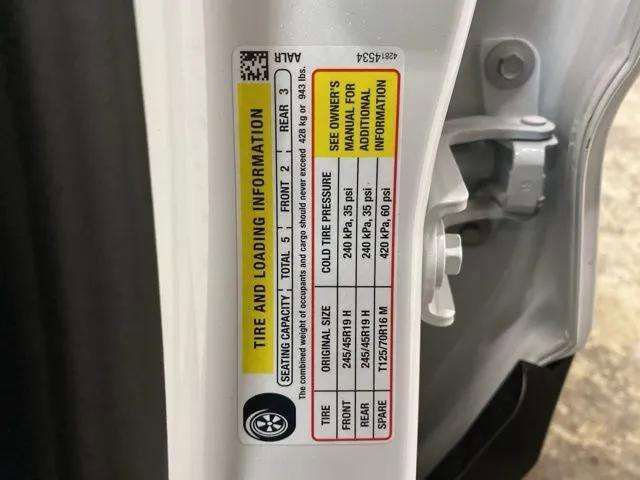 TIRE AND LOADING INFORMATION
AALR
SEATING CAPACITY TOTAL 5 FRONT 2 REAR 3
The combined weight of occupants and cargo should never exceed 428 kg or 943 lbs.
TIRE ORIGINAL SIZE COLD TIRE PRESSURE SEE OWNER'S
FRONT 245/45R19 H 240 kPa, 35 psi MANUAL FOR
REAR 245/45R19 H 240 kPa, 35 psi ADDITIONAL
SPARE T125/70R16 M 420 kPa, 60 psi INFORMATION
42814534